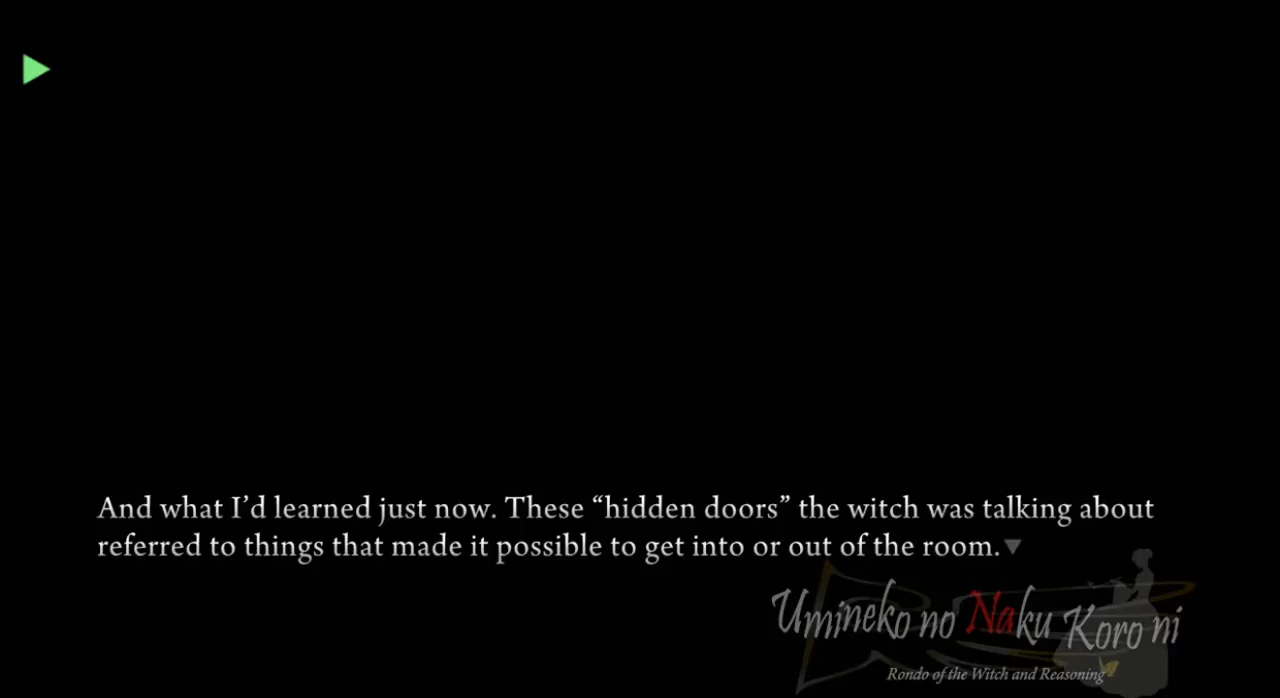 And what I’d learned just now. These “hidden doors” the witch was talking about
referred to things that made it possible to get into or out of the room.
Umineko no Naku Koro ni
Rondo of the Witch and Reasoning